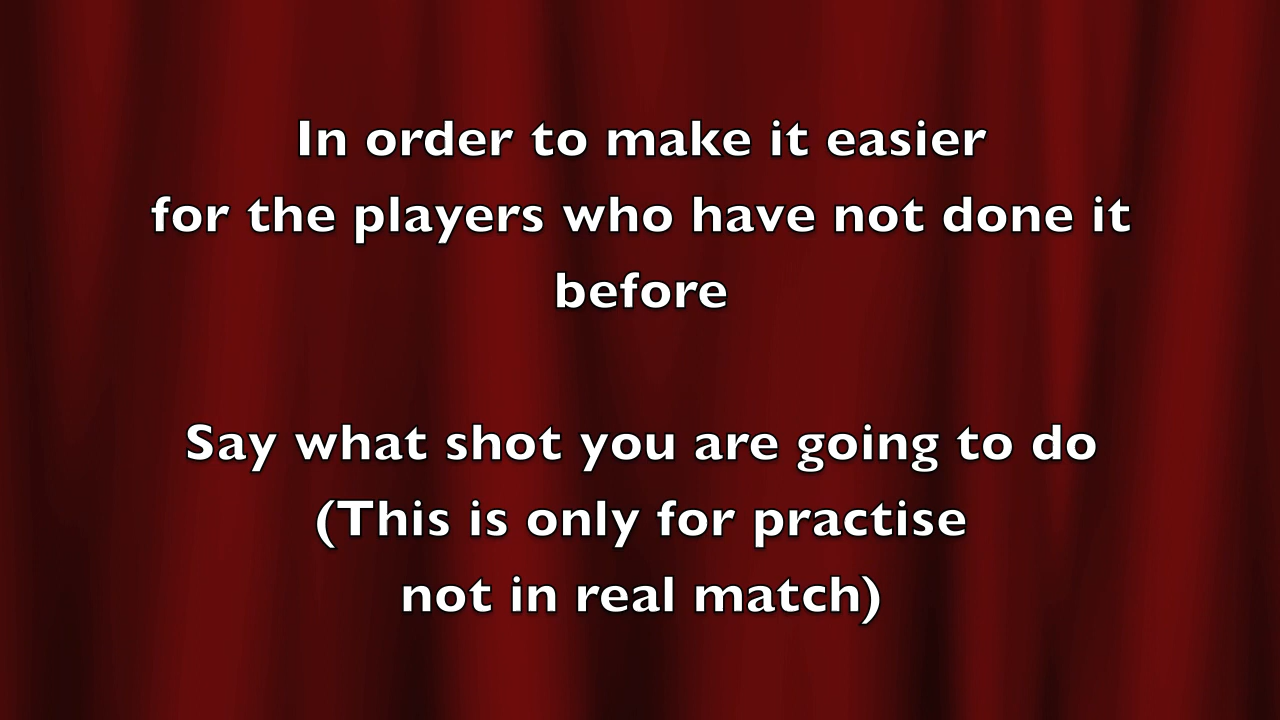 In order to make it easier
for the players who have not done it
before
Say what shot you are going to do
(This is only for practise
not in real match)